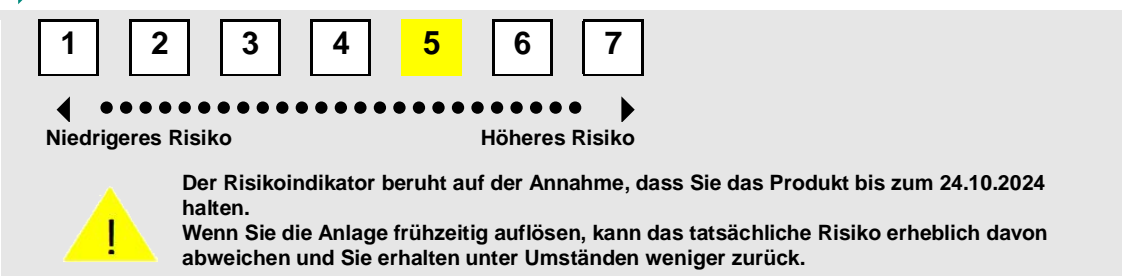 1 2 3 4 5 6 7
Niedrigeres Risiko Höheres Risiko
Der Risikoindikator beruht auf der Annahme, dass Sie das Produkt bis zum 24.10.2024
halten.
Wenn Sie die Anlage frühzeitig auflösen, kann das tatsächliche Risiko erheblich davon
abweichen und Sie erhalten unter Umständen weniger zurück.
!